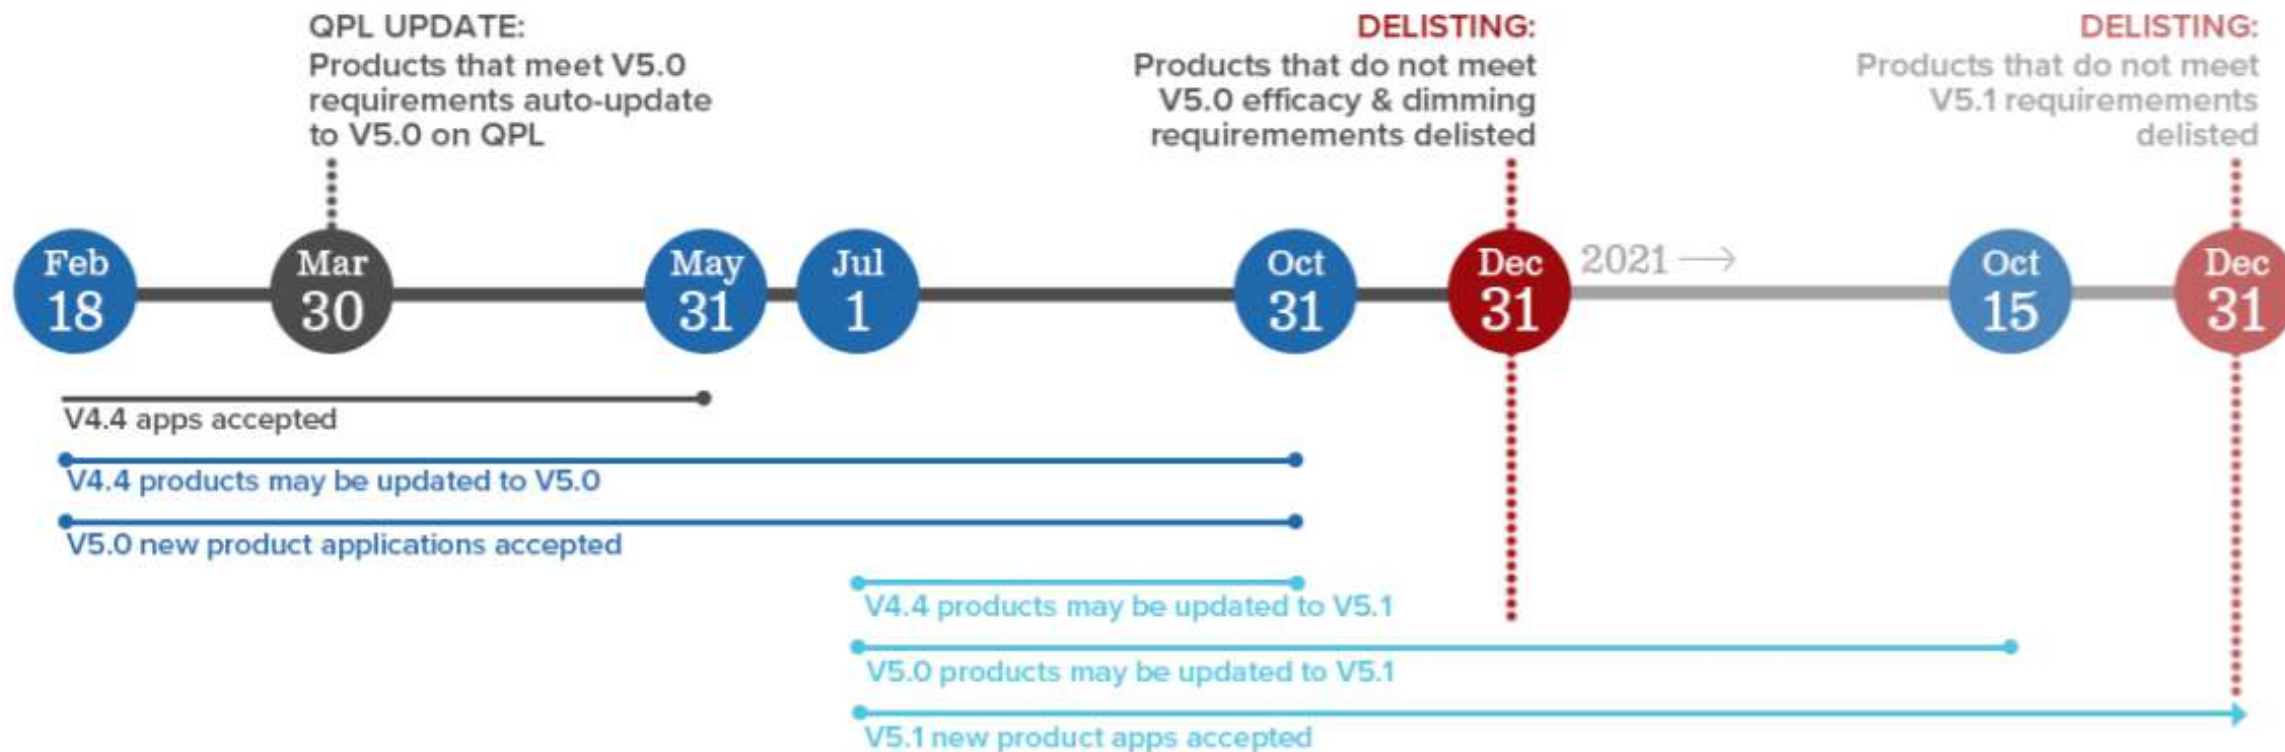 QPL UPDATE:
Products that meet V5.0
requirements auto-update
to V5.0 on QPL
DELISTING:
Products that do not meet
V5.0 efficacy & dimming
requiremements delisted
DELISTING:
Products that do not meet
V5.1 requiremements
delisted
Feb
18
Mar
30
May
31
Jul
1
Oct
31
Dec
31
2021
Oct
15
Dec
31
V4.4 apps accepted
V4.4 products may be updated to V5.0
V5.0 new product applications accepted
V4.4 products may be updated to V5.1
V5.0 products may be updated to V5.1
V5.1 new product apps accepted